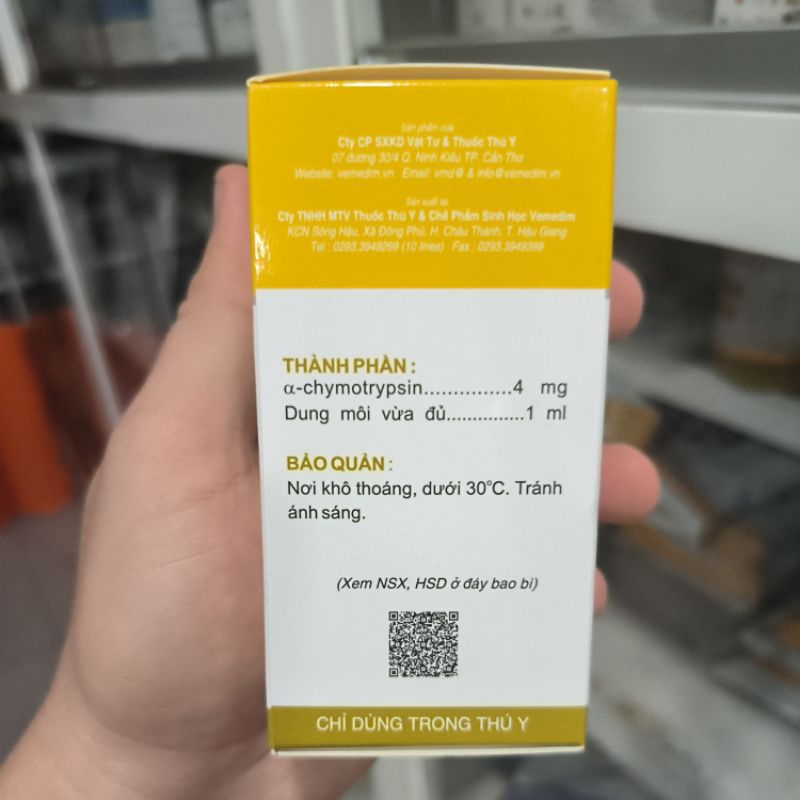 Sản phẩm của
Cty CP SXKD Vật Tư & Thuốc Thú Y
07 đường 30/4 Q. Ninh Kiều TP. Cần Thơ
Website: vemedim.vn Email: vmd@ & info@vemedim.vn
Sản xuất tại
Cty TNHH MTV Thuốc Thú Y & Chế Phẩm Sinh Học Vemedim
KCN Sông Hậu, Xã Đông Phú, H. Châu Thành, T. Hậu Giang
Tel : 0293.3949269 (10 lines) Fax : 0293.3949399
THÀNH PHẦN :
α-chymotrypsin...............4 mg
Dung môi vừa đủ...............1 ml
BẢO QUẢN :
Nơi khô thoáng, dưới 30°C. Tránh
ánh sáng.
(Xem NSX, HSD ở đáy bao bì)
CHỈ DÙNG TRONG THÚ Y